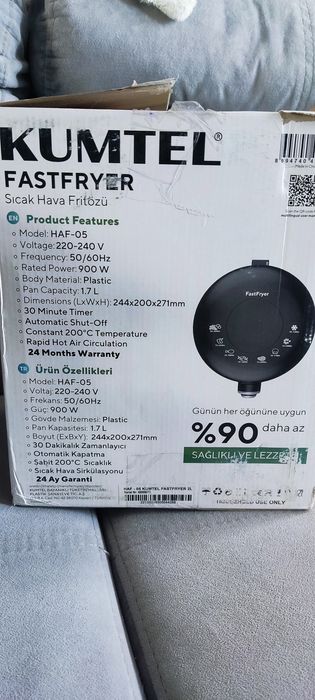 KUMTEL®
FASTFRYER
Sıcak Hava Fritözü
EN Product Features
• Model: HAF-05
• Voltage: 220-240 V
• Frequency: 50/60Hz
• Rated Power: 900 W
• Body Material: Plastic
• Pan Capacity: 1.7 L
• Dimensions (LxWxH): 244x200x271mm
• 30 Minute Timer
• Automatic Shut-Off
• Constant 200°C Temperature
• Rapid Hot Air Circulation
24 Months Warranty
TR Ürün Özellikleri
• Model: HAF-05
• Voltaj: 220-240 V
• Frekans: 50/60Hz
• Güç: 900 W
• Gövde Malzemesi: Plastic
• Pan Kapasitesi: 1.7 L
• Boyut (ExBxY): 244x200x271mm
• 30 Dakikalık Zamanlayıcı
• Otomatik Kapatma
• Sabit 200°C Sıcaklık
• Sıcak Hava Sirkülasyonu
24 Ay Garanti
FastFryer
Günün her öğününe uygun
%90 daha az
SAĞLIKLI VE LEZZE
HAF - 05 KUMTEL FASTFRYER 2L
HOUSEHOLD USE ONLY